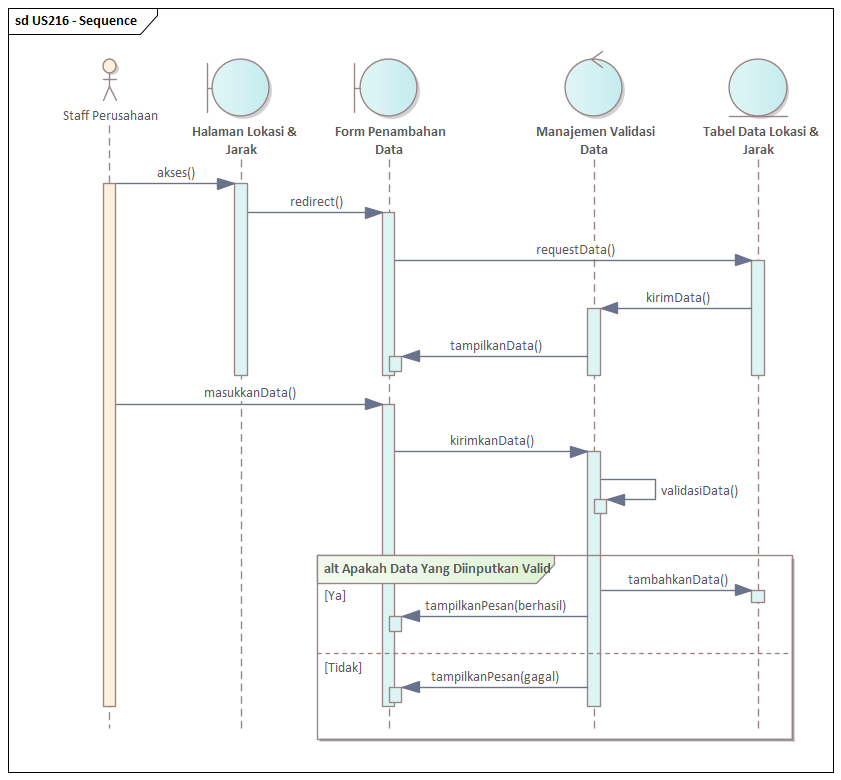 sd US216 - Sequence
Staff Perusahaan
Halaman Lokasi &
Jarak
Form Penambahan
Data
Manajemen Validasi
Data
Tabel Data Lokasi &
Jarak
akses()
redirect()
requestData()
kirimData()
tampilkanData()
masukkanData()
kirimkanData()
validasiData()
alt Apakah Data Yang Diinputkan Valid
tambahkanData()
[Ya]
tampilkanPesan(berhasil)
[Tidak]
tampilkanPesan(gagal)